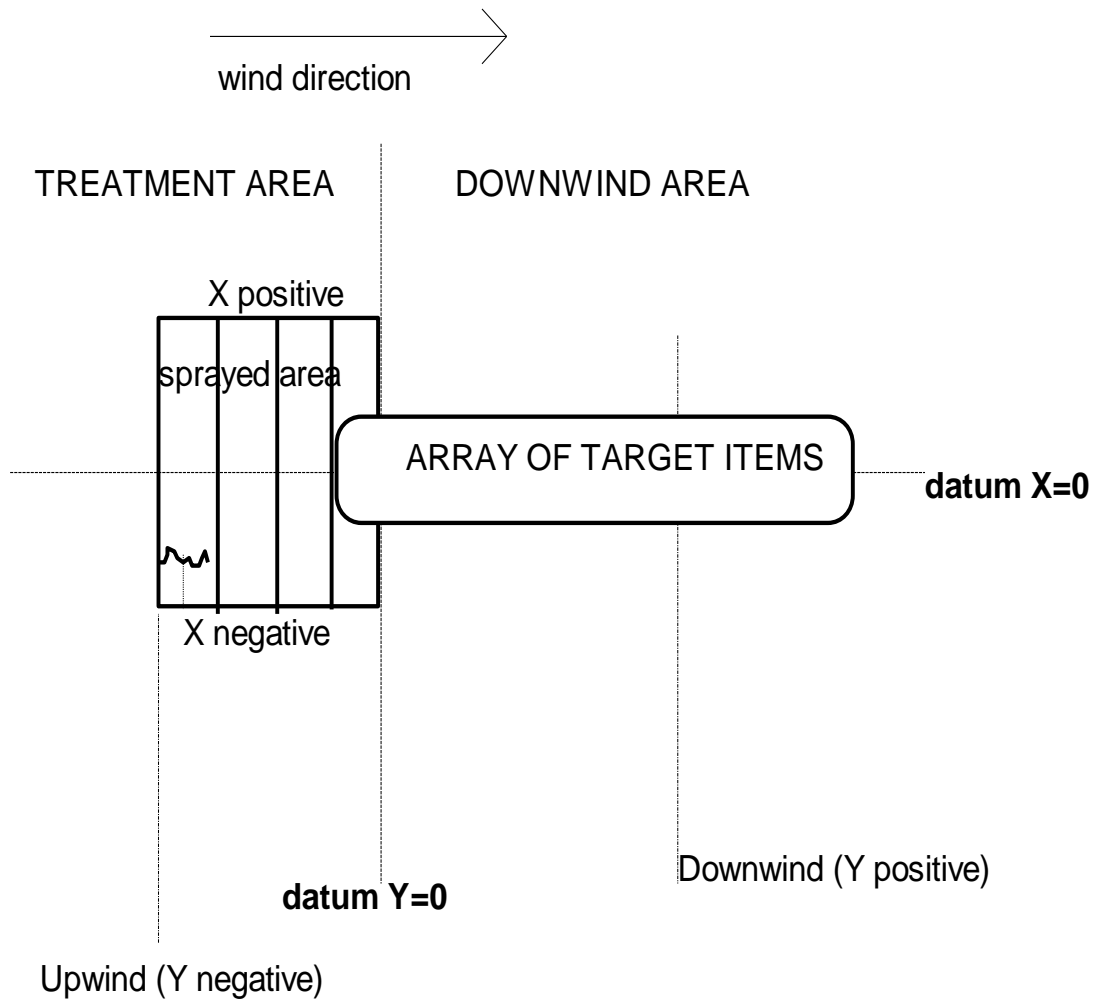 wind direction
TREATMENT AREA
DOWNWIND AREA
X positive
sprayed area
ARRAY OF TARGET ITEMS
datum X=0
X negative
Downwind (Y positive)
datum Y=0
Upwind (Y negative)